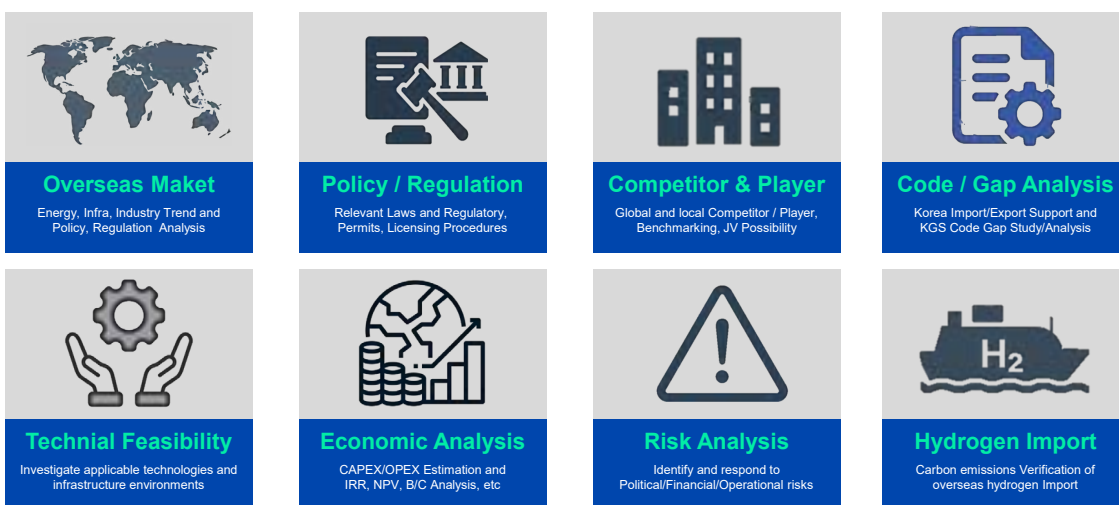 Overseas Maket
Energy, Infra, Industry Trend and
Policy, Regulation  Analysis
Policy / Regulation
Relevant Laws and Regulatory,
Permits, Licensing Procedures
Competitor & Player
Global and local Competitor / Player,
Benchmarking, JV Possibility
Code / Gap Analysis
Korea Import/Export Support and
KGS Code Gap Study/Analysis
Technial Feasibility
Investigate applicable technologies and
infrastructure environments
Economic Analysis
CAPEX/OPEX Estimation and
IRR, NPV, B/C Analysis, etc
Risk Analysis
Identify and respond to
Political/Financial/Operational risks
H2
Hydrogen Import
Carbon emissions Verification of
overseas hydrogen Import